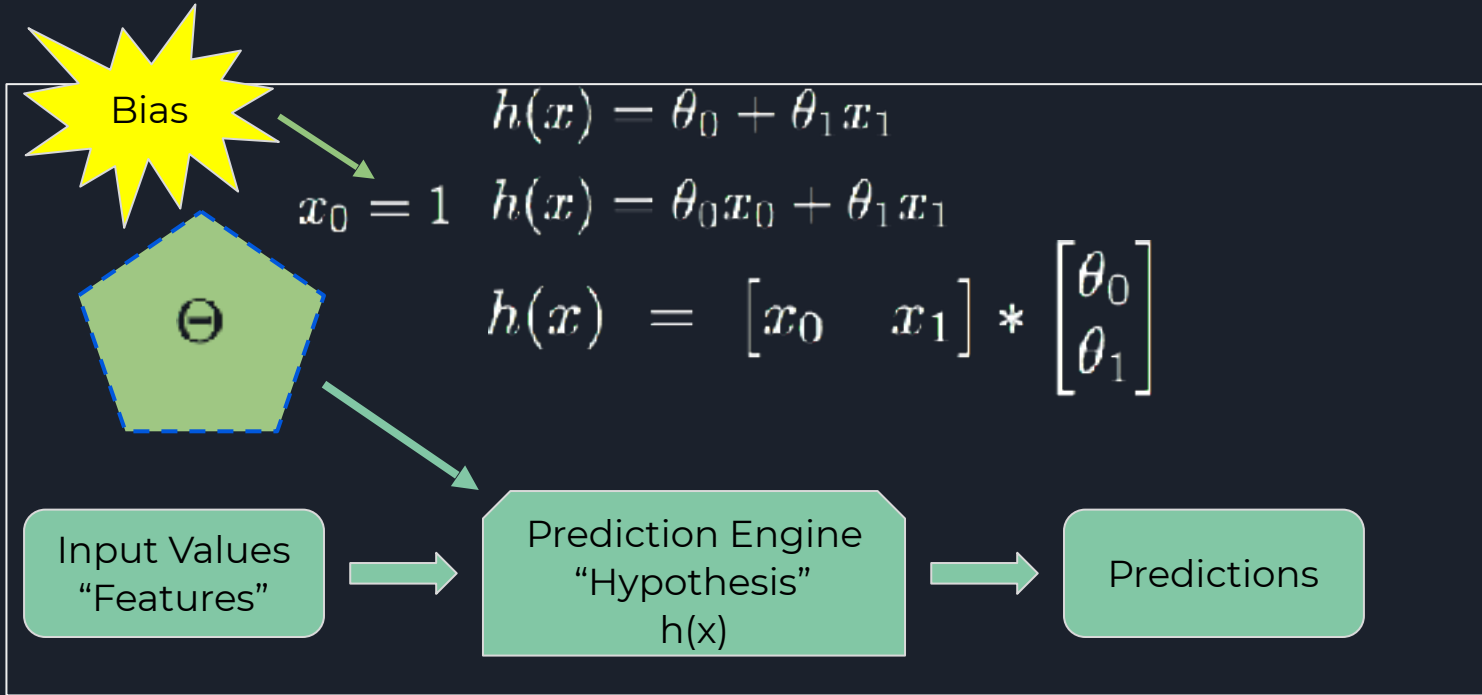 Bias
h(x) = θ₀ + θ₁x₁
x₀ = 1
h(x) = θ₀x₀ + θ₁x₁
h(x) = [x₀ x₁] * [θ₀
θ₁]
Θ
Input Values
“Features”
Prediction Engine
“Hypothesis”
h(x)
Predictions